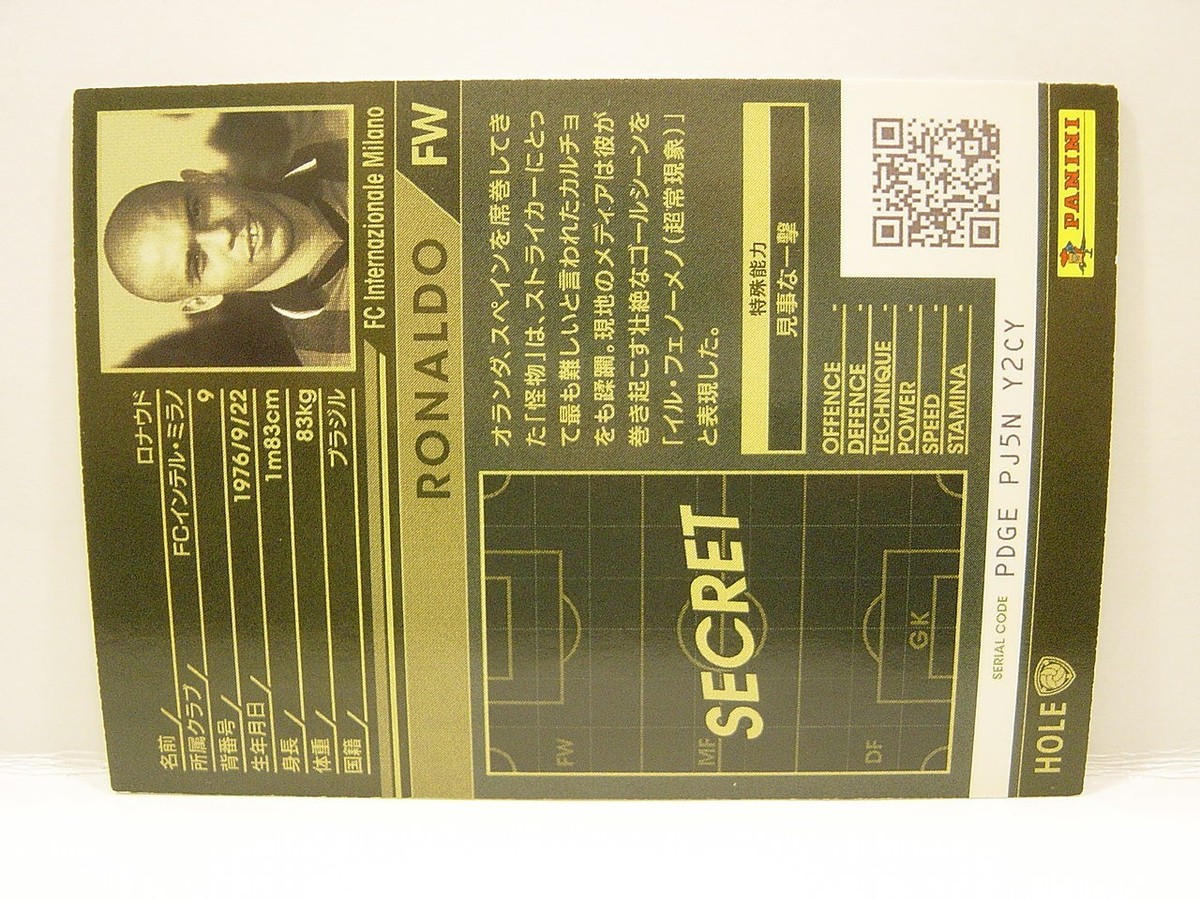 名前／ ロナウド
所属クラブ／ FCインテル・ミラノ
背番号／ 9
生年月日／ 1976/9/22
身長／ 1m83cm
体重／ 83kg
国籍／ ブラジル
FC Internazionale Milano
RONALDO FW
オランダ、スペインを席巻してき
た「怪物」は、ストライカーにとっ
て最も難しいと言われたカルチョ
をも蹂躙。現地のメディアは彼が
巻き起こす壮絶なゴールシーンを
「イル・フェノーメノ（超常現象）」
と表現した。
FW
MF
DF
GK
SECRET
特殊能力
見事な一撃
OFFENCE -
DEFENCE -
TECHNIQUE -
POWER -
SPEED -
STAMINA -
SERIAL CODE PDGE PJ5N Y2CY
HOLE
PANINI